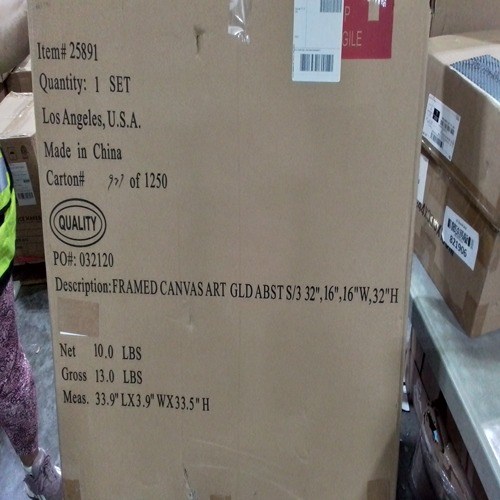 Item# 25891
Quantity: 1 SET
Los Angeles, U.S.A.
Made in China
Carton# 927 of 1250
QUALITY
PO#: 032120
Description:FRAMED CANVAS ART GLD ABST S/3 32",16",16"W,32"H
Net 10.0 LBS
Gross 13.0 LBS
Meas. 33.9"LX3.9"WX33.5"H
821906